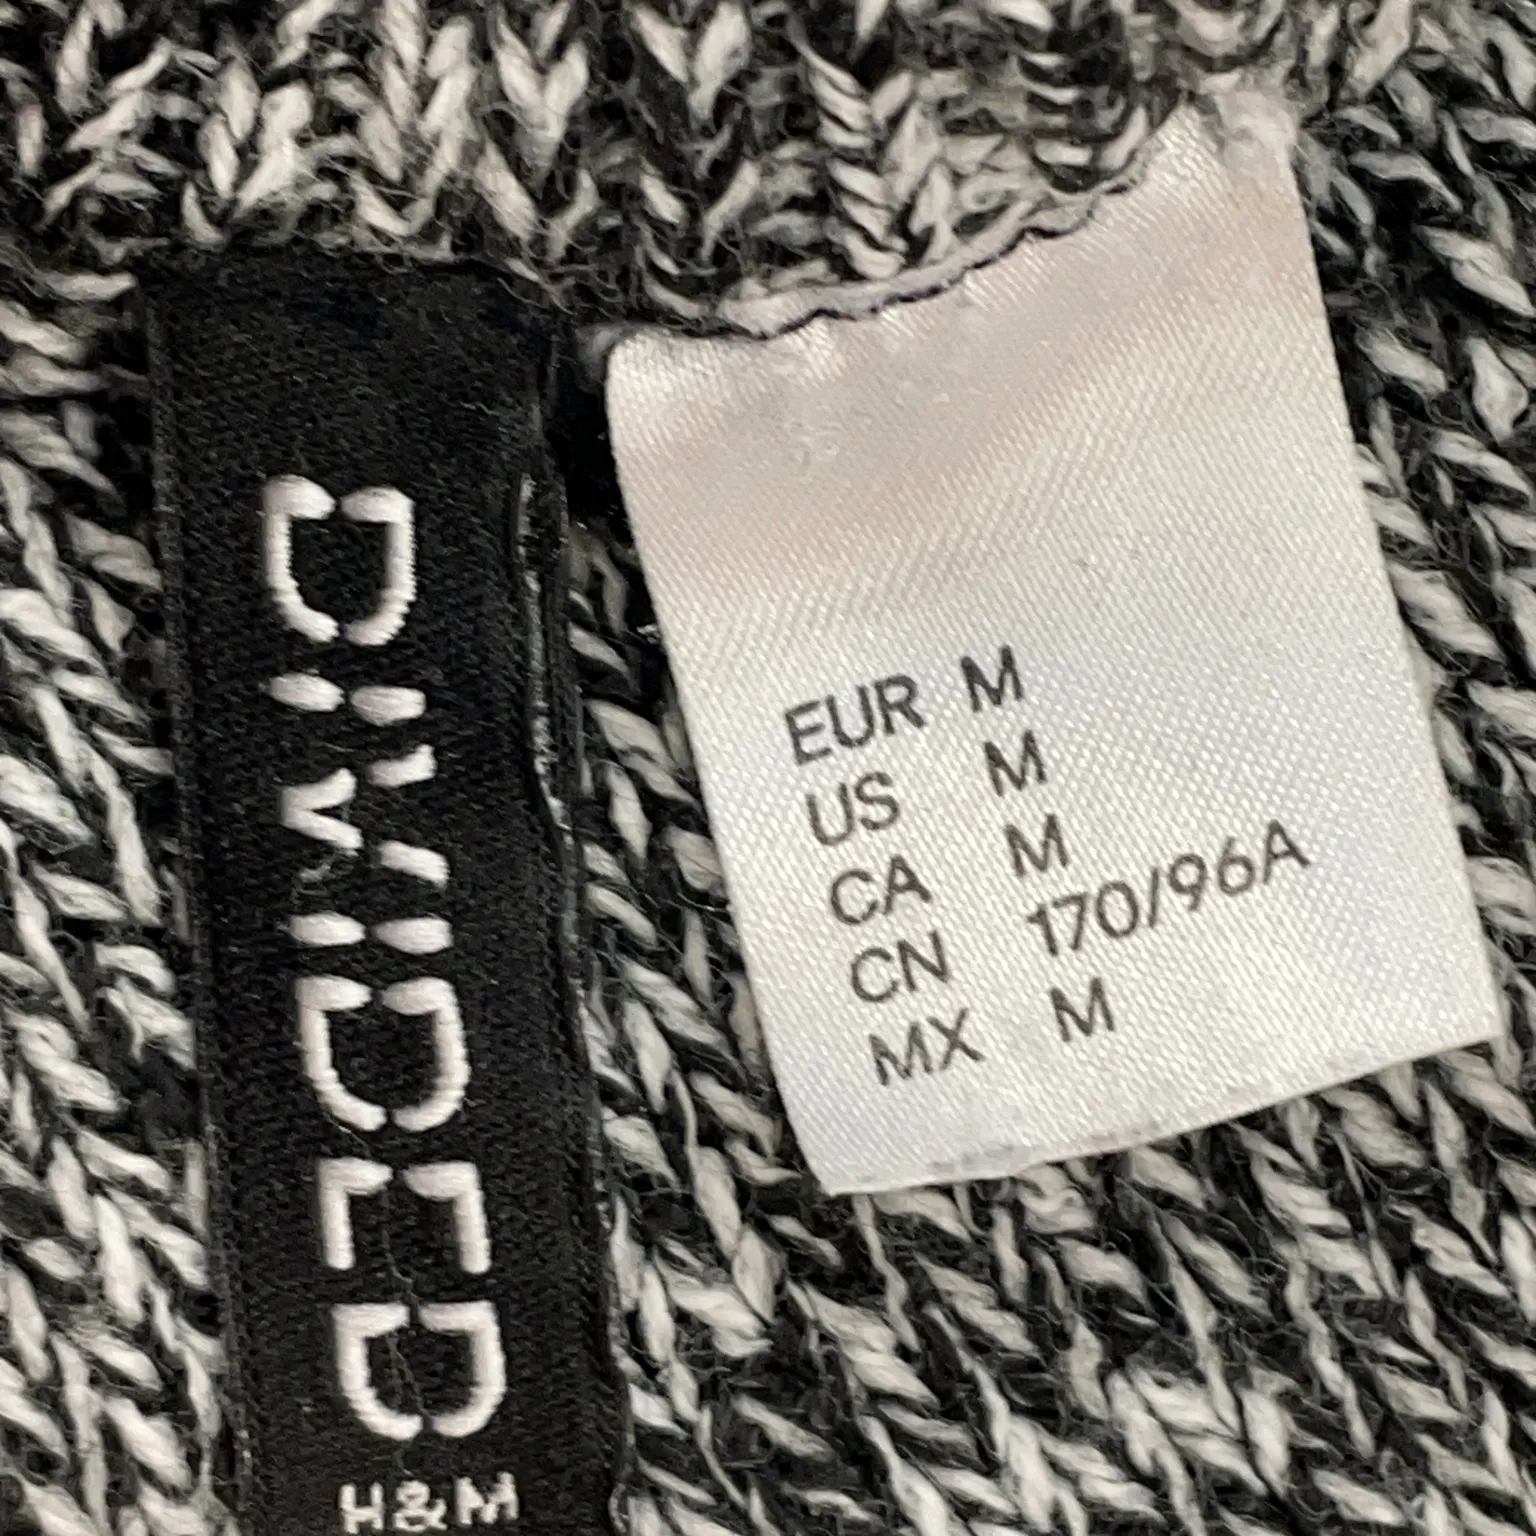 DIVIDED
H&M
EUR M
US M
CA M
CN 170/96A
MX M